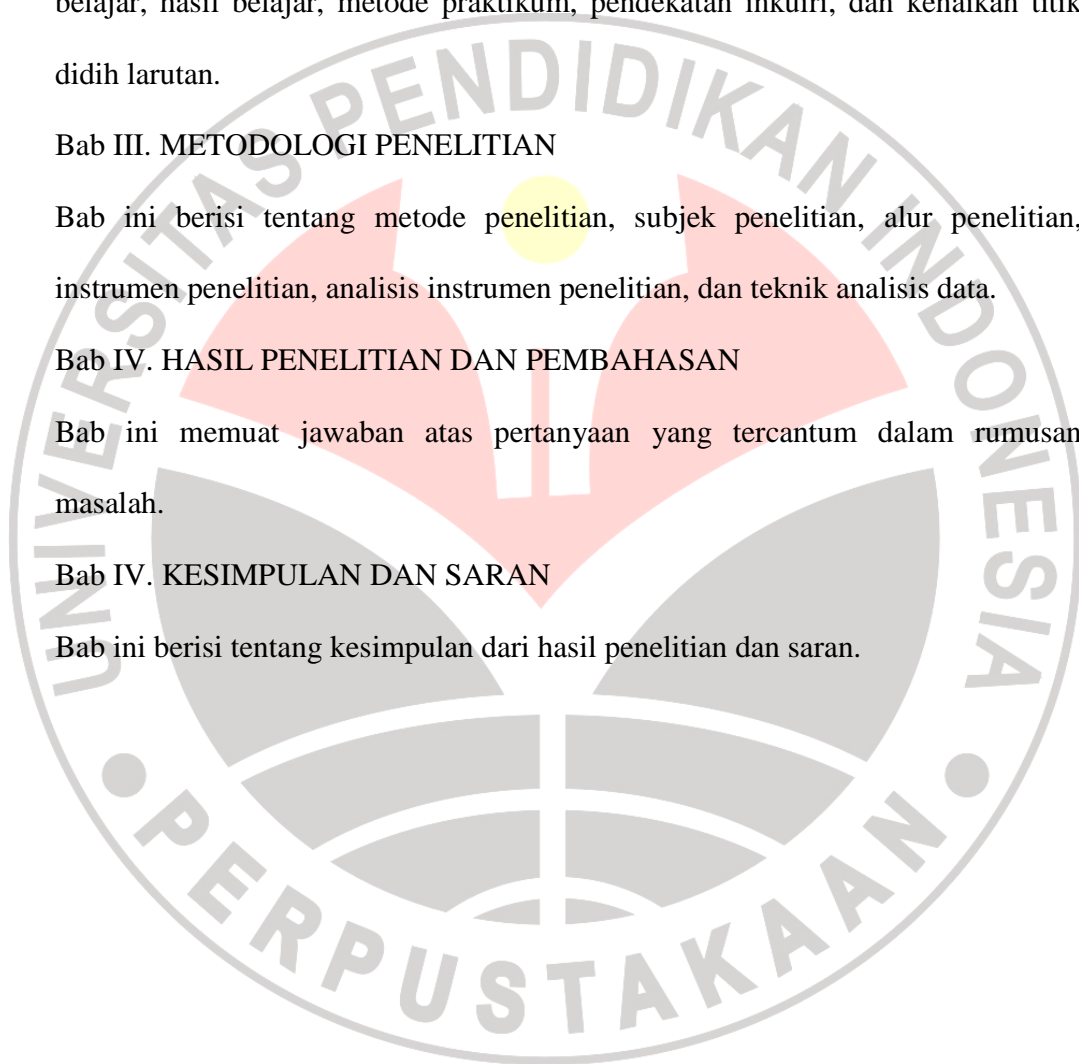 belajar, hasil belajar, metode praktikum, pendekatan inkuiri, dan kenaikan titik
didih larutan.
Bab III. METODOLOGI PENELITIAN
Bab ini berisi tentang metode penelitian, subjek penelitian, alur penelitian,
instrumen penelitian, analisis instrumen penelitian, dan teknik analisis data.
Bab IV. HASIL PENELITIAN DAN PEMBAHASAN
Bab ini memuat jawaban atas pertanyaan yang tercantum dalam rumusan
masalah.
Bab IV. KESIMPULAN DAN SARAN
Bab ini berisi tentang kesimpulan dari hasil penelitian dan saran.
UNIVERSITAS PENDIDIKAN INDONESIA
PERPUSTAKAAN